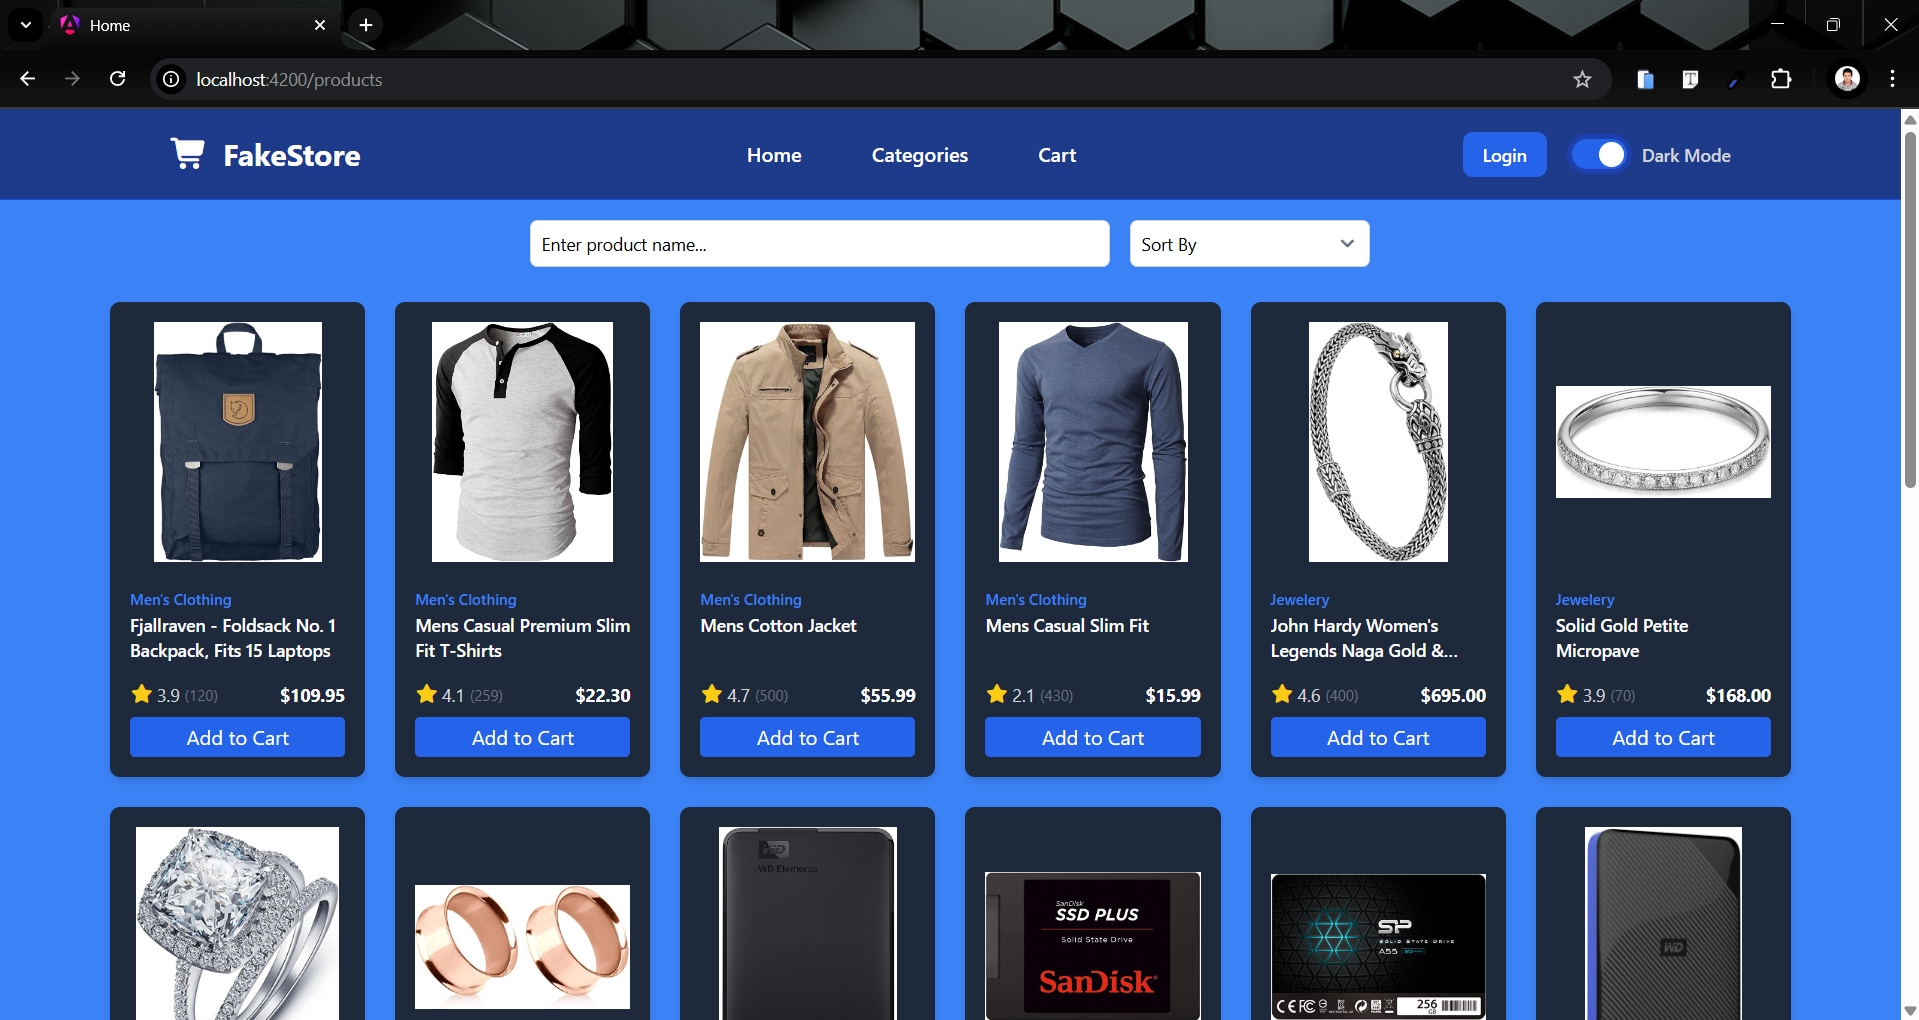 Home
localhost:4200/products
FakeStore
Home
Categories
Cart
Login
Dark Mode
Enter product name...
Sort By
Men's Clothing
Fjallraven - Foldsack No. 1
Backpack, Fits 15 Laptops
3.9 (120)
$109.95
Add to Cart
Men's Clothing
Mens Casual Premium Slim
Fit T-Shirts
4.1 (259)
$22.30
Add to Cart
Men's Clothing
Mens Cotton Jacket
4.7 (500)
$55.99
Add to Cart
Men's Clothing
Mens Casual Slim Fit
2.1 (430)
$15.99
Add to Cart
Jewelery
John Hardy Women's
Legends Naga Gold &...
4.6 (400)
$695.00
Add to Cart
Jewelery
Solid Gold Petite
Micropave
3.9 (70)
$168.00
Add to Cart
WD
WD Elements
SanDisk
SSD PLUS
Solid State Drive
SanDisk
SP
SOLID STATE DRIVE
A55
256
GB
WD